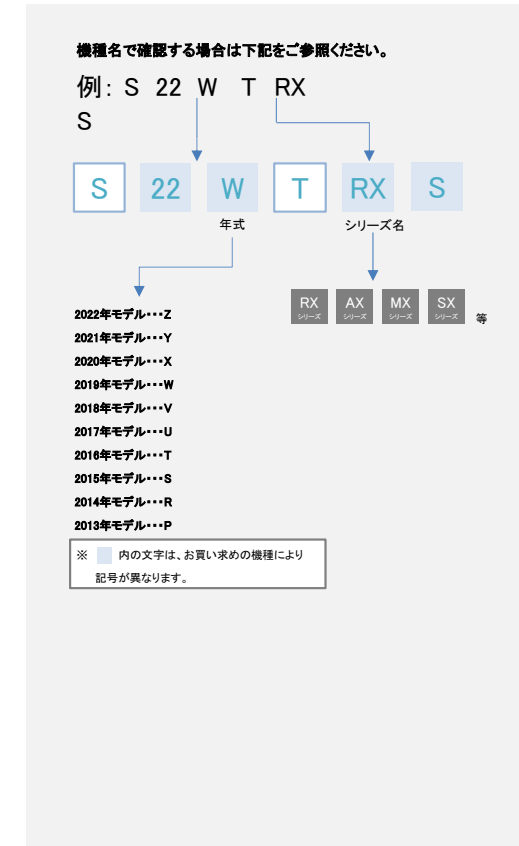 機種名で確認する場合は下記をご参照ください。
例: S 22 W T RX
S
S 22 W T RX S
年式 シリーズ名
RX シリーズ AX シリーズ MX シリーズ SX シリーズ 等
2022年モデル・・・Z
2021年モデル・・・Y
2020年モデル・・・X
2019年モデル・・・W
2018年モデル・・・V
2017年モデル・・・U
2016年モデル・・・T
2015年モデル・・・S
2014年モデル・・・R
2013年モデル・・・P
※ 内の文字は、お買い求めの機種により
記号が異なります。